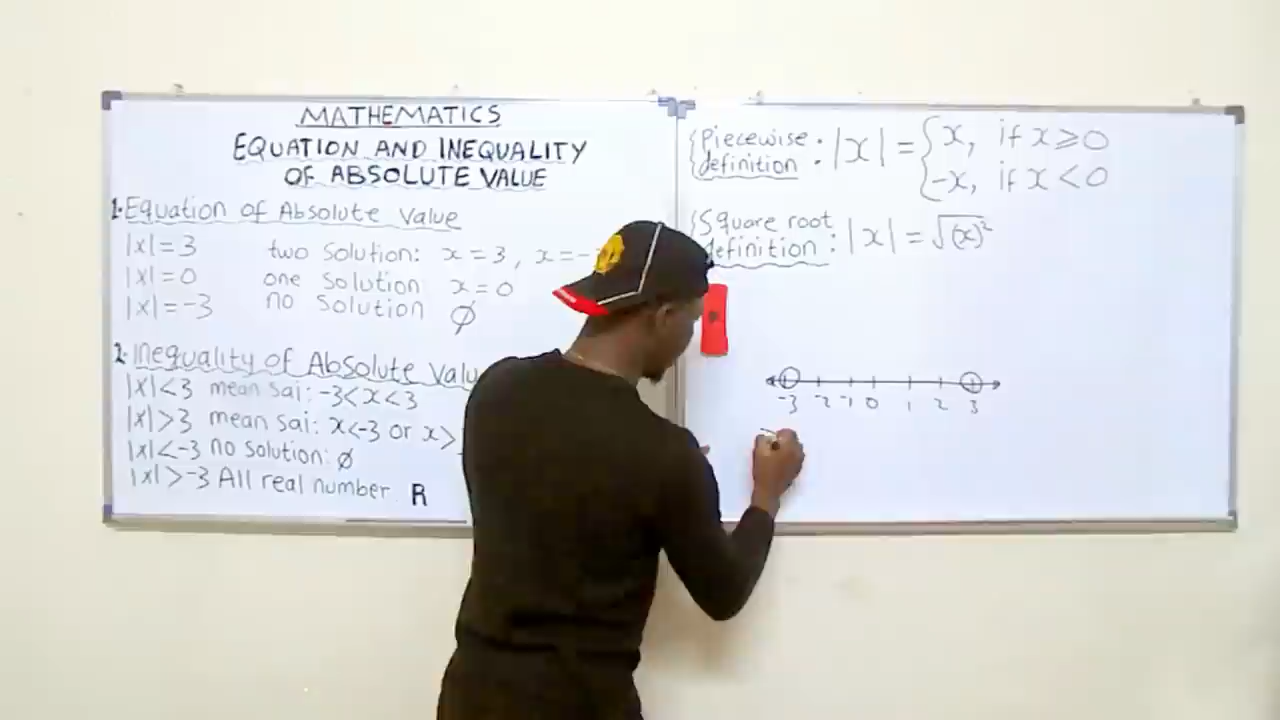 MATHEMATICS
EQUATION AND INEQUALITY
OF ABSOLUTE VALUE
1. Equation of Absolute Value
|x|=3 two Solution: x=3, x=-
|x|=0 one Solution x=0
|x|=-3 no Solution ∅
2. Inequality of Absolute Valu
|x|<3 mean sai: -3<x<3
|x|>3 mean sai: x<-3 or x>
|x|<-3 no solution: ∅
|x|>-3 All real number R
Piecewise definition: |x| = { x, if x ⩾ 0
-x, if x < 0
Square root definition: |x| = √(x)²
-3 -2 -1 0 1 2 3